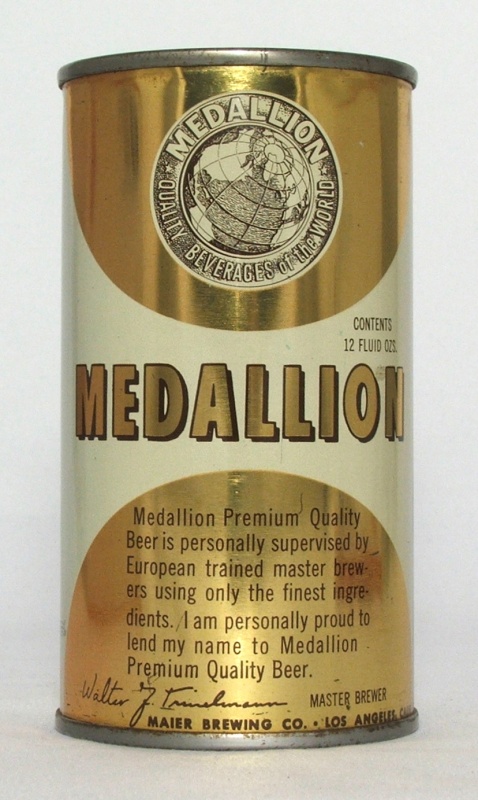 MEDALLION
QUALITY BEVERAGES of the WORLD
CONTENTS
12 FLUID OZS.
MEDALLION
Medallion Premium Quality
Beer is personally supervised by
European trained master brew-
ers using only the finest ingre-
dients. I am personally proud to
lend my name to Medallion
Premium Quality Beer.
Walter J.
MASTER BREWER
MAIER BREWING CO. • LOS ANGELES,